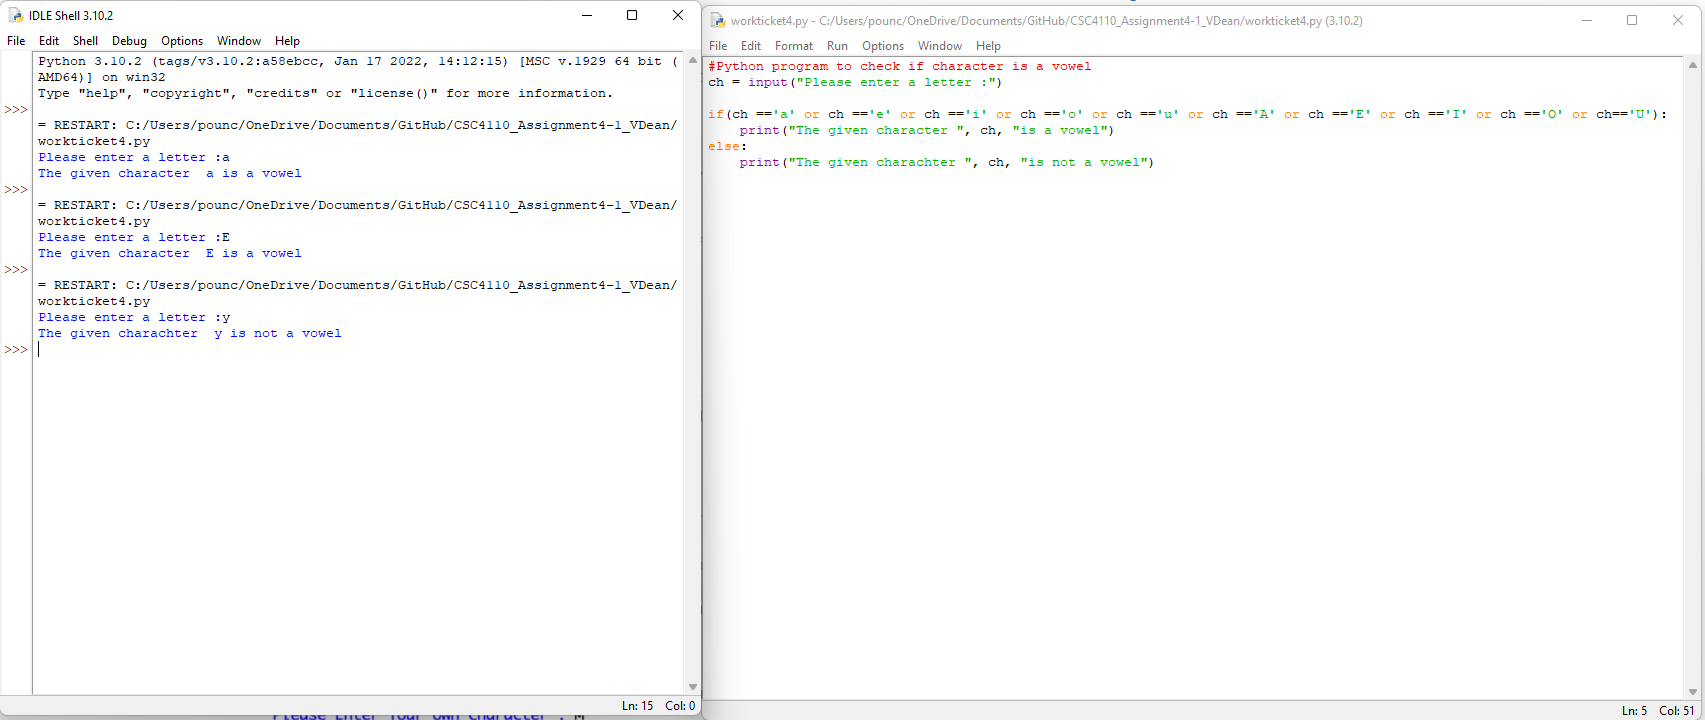 IDLE Shell 3.10.2
File Edit Shell Debug Options Window Help
Python 3.10.2 (tags/v3.10.2:a58ebcc, Jan 17 2022, 14:12:15) [MSC v.1929 64 bit (
AMD64)] on win32
Type "help", "copyright", "credits" or "license()" for more information.
>>>
= RESTART: C:/Users/pounc/OneDrive/Documents/GitHub/CSC4110_Assignment4-1_VDean/
workticket4.py
Please enter a letter :a
The given character  a is a vowel
>>>
= RESTART: C:/Users/pounc/OneDrive/Documents/GitHub/CSC4110_Assignment4-1_VDean/
workticket4.py
Please enter a letter :E
The given character  E is a vowel
>>>
= RESTART: C:/Users/pounc/OneDrive/Documents/GitHub/CSC4110_Assignment4-1_VDean/
workticket4.py
Please enter a letter :y
The given charachter  y is not a vowel
>>>
Ln: 15 Col: 0
Please Enter Your Own Character : M
workticket4.py - C:/Users/pounc/OneDrive/Documents/GitHub/CSC4110_Assignment4-1_VDean/workticket4.py (3.10.2)
File Edit Format Run Options Window Help
#Python program to check if character is a vowel
ch = input("Please enter a letter :")
if(ch =='a' or ch =='e' or ch =='i' or ch =='o' or ch =='u' or ch =='A' or ch =='E' or ch =='I' or ch =='O' or ch=='U'):
    print("The given character ", ch, "is a vowel")
else:
    print("The given charachter ", ch, "is not a vowel")
Ln: 5 Col: 51